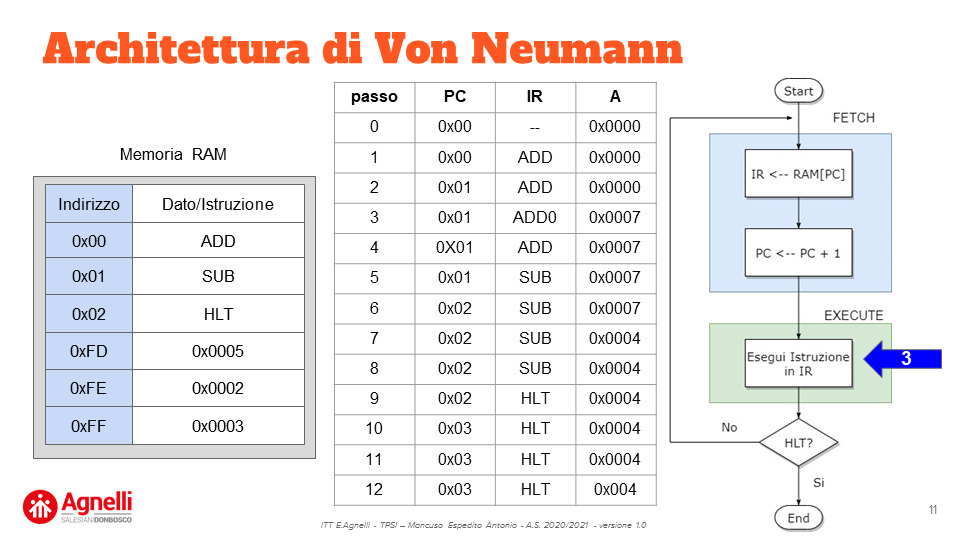 Architettura di Von Neumann
Memoria RAM
Indirizzo Dato/Istruzione
0x00 ADD
0x01 SUB
0x02 HLT
0xFD 0x0005
0xFE 0x0002
0xFF 0x0003
passo PC IR A
0 0x00 -- 0x0000
1 0x00 ADD 0x0000
2 0x01 ADD 0x0000
3 0x01 ADD0 0x0007
4 0X01 ADD 0x0007
5 0x01 SUB 0x0007
6 0x02 SUB 0x0007
7 0x02 SUB 0x0004
8 0x02 SUB 0x0004
9 0x02 HLT 0x0004
10 0x03 HLT 0x0004
11 0x03 HLT 0x0004
12 0x03 HLT 0x004
Start
FETCH
IR <-- RAM[PC]
PC <-- PC + 1
EXECUTE
Esegui Istruzione
in IR
3
No
HLT?
Si
End
Agnelli
SALESIANI DONBOSCO
ITT E.Agnelli - TPSI – Mancuso Espedito Antonio - A.S. 2020/2021 - versione 1.0
11